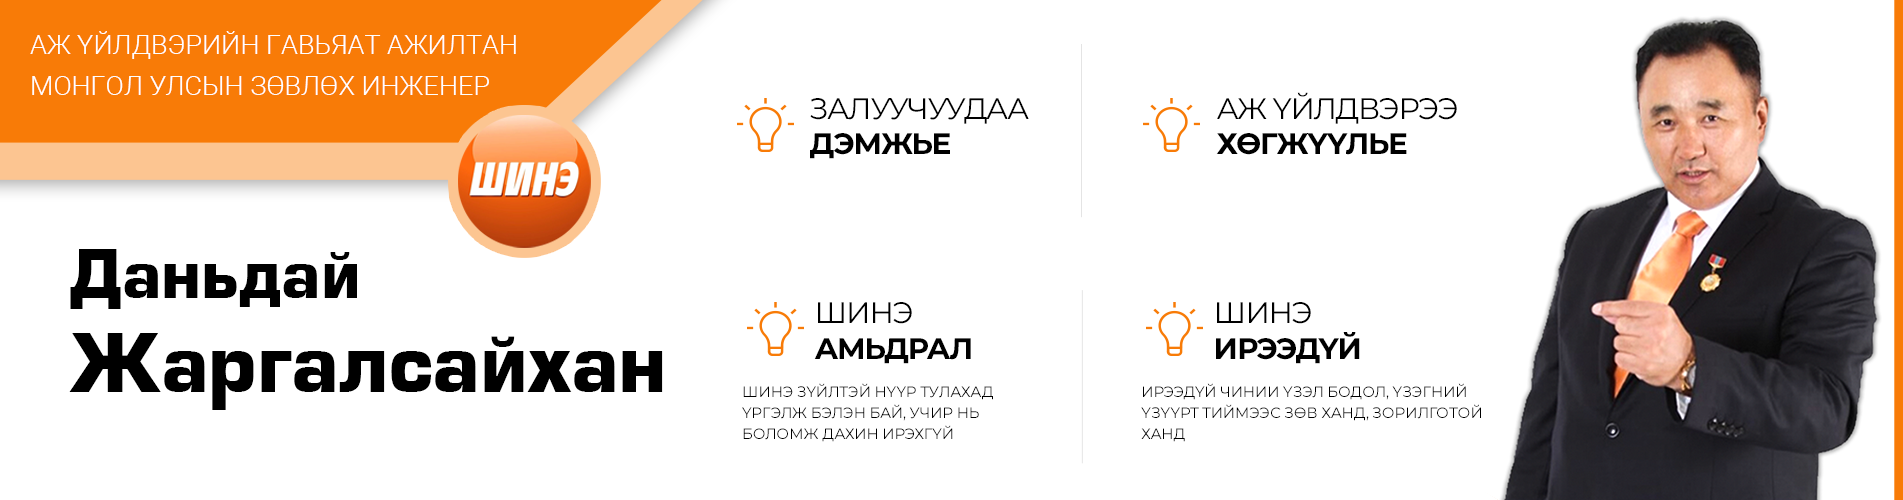 АЖ ҮЙЛДВЭРИЙН ГАВЬЯАТ АЖИЛТАН
МОНГОЛ УЛСЫН ЗӨВЛӨХ ИНЖЕНЕР
ШИНЭ
Даньдай
Жаргалсайхан
ЗАЛУУЧУУДАА
ДЭМЖЬЕ
АЖ ҮЙЛДВЭРЭЭ
ХӨГЖҮҮЛЬЕ
ШИНЭ
АМЬДРАЛ
ШИНЭ ЗҮЙЛТЭЙ НҮҮР ТУЛАХАД
ҮРГЭЛЖ БЭЛЭН БАЙ, УЧИР НЬ
БОЛОМЖ ДАХИН ИРЭХГҮЙ
ШИНЭ
ИРЭЭДҮЙ
ИРЭЭДҮЙ ЧИНИИ ҮЗЭЛ БОДОЛ, ҮЗЭГНИЙ
ҮЗҮҮРТ ТИЙМЭЭС ЗӨВ ХАНД, ЗОРИЛГОТОЙ
ХАНД